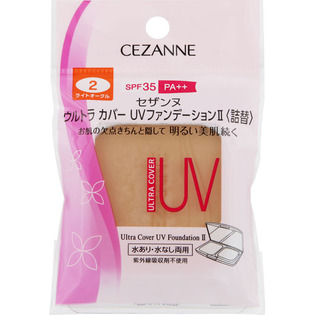 CEZANNE
2
ライトオークル
SPF35 PA++
セザンヌ
ウルトラ カバー UVファンデーションⅡ〈詰替〉
お肌の欠点きちんと隠して 明るい美肌続く
ULTRA COVER
UV
Ultra Cover UV Foundation Ⅱ
水あり・水なし両用
紫外線吸収剤不使用